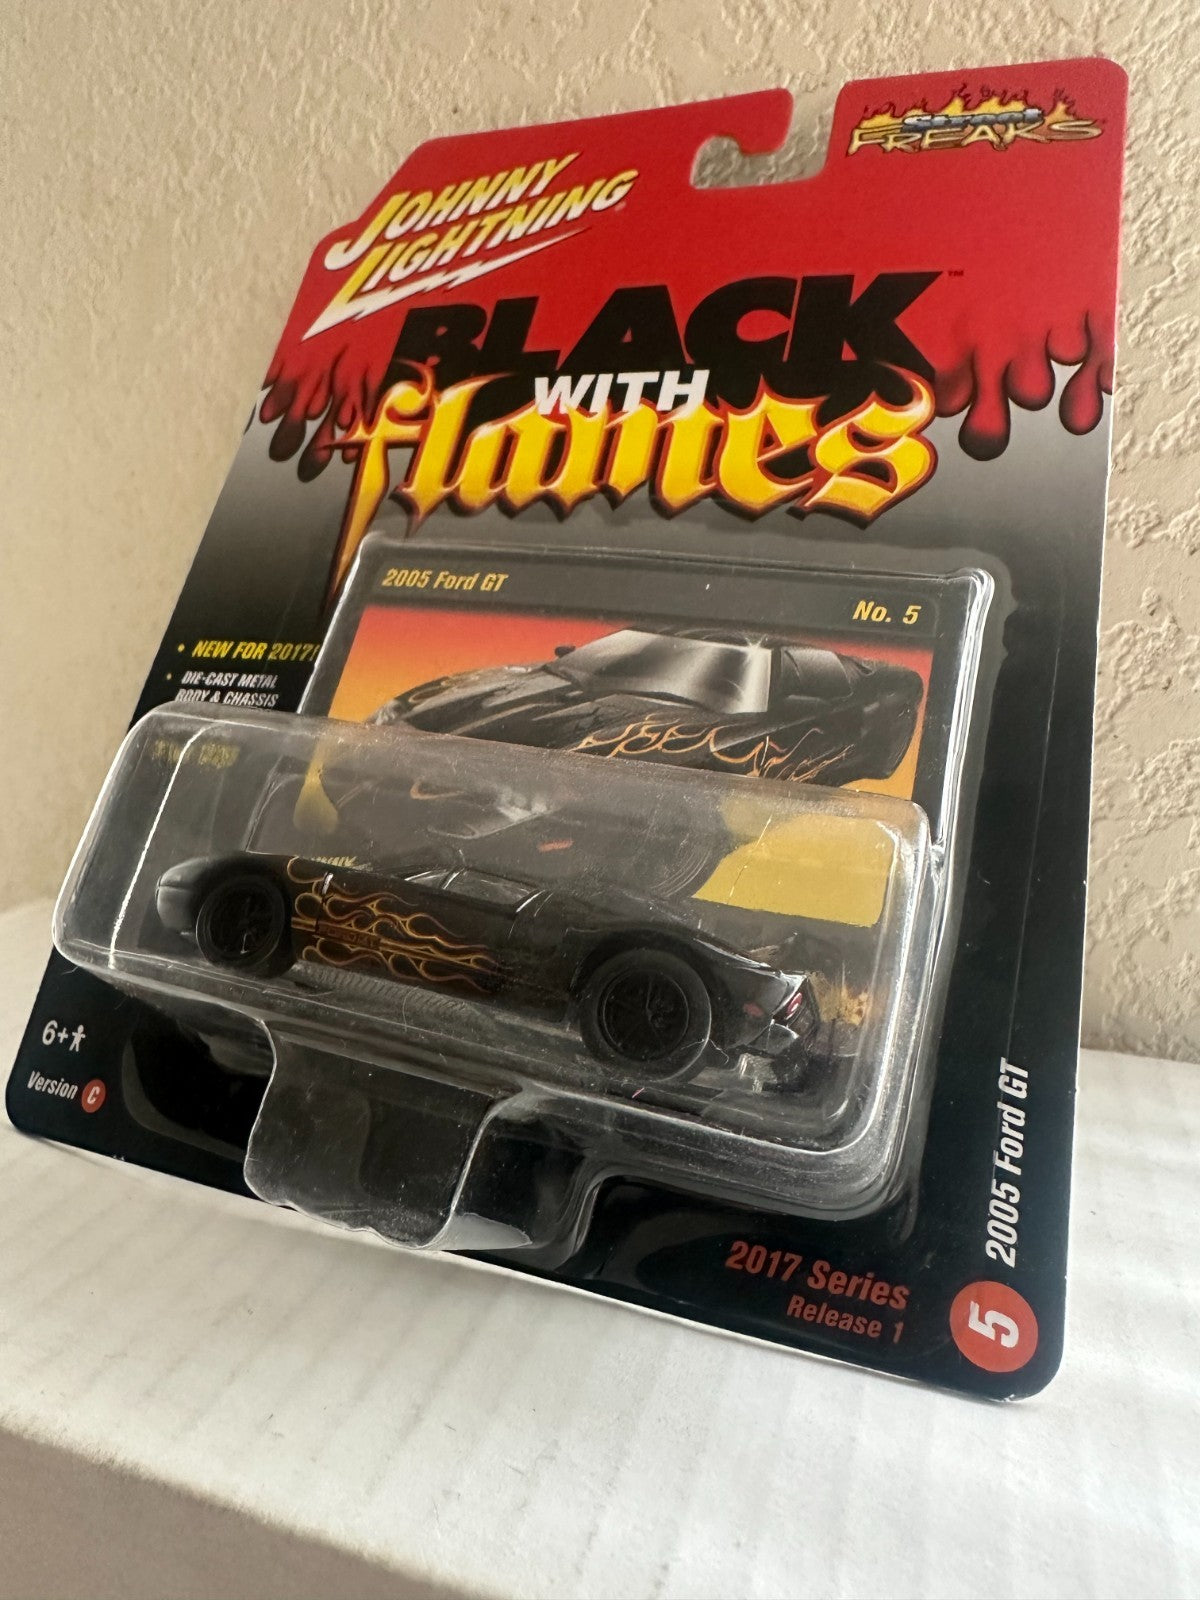 Street
FREAKS
JOHNNY
LIGHTNING
BLACK™
WITH
flames
2005 Ford GT
No. 5
• NEW FOR 2017!
• DIE-CAST METAL
BODY & CHASSIS
6+
Version C
2005 Ford GT
5
2017 Series
Release 1